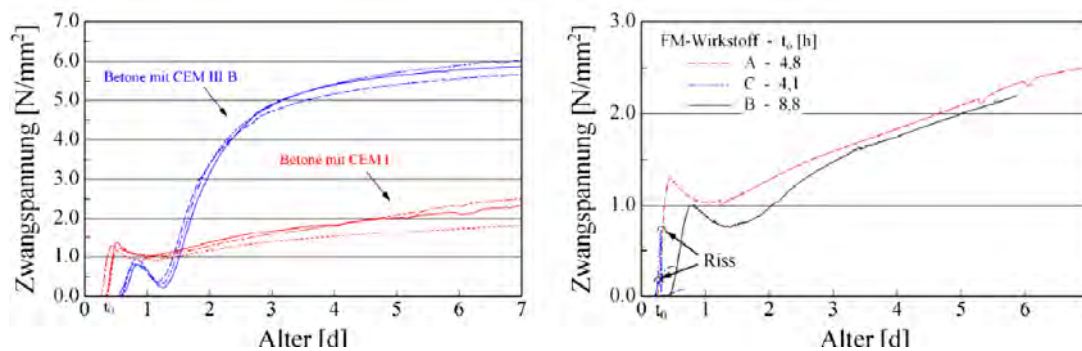 Zwangspannung [N/mm²]
7.0
6.0
5.0
4.0
3.0
2.0
1.0
0.0
Betone mit CEM III B
Betone mit CEM I
t₀
1
2
3
4
5
6
7
Alter [d]
Zwangspannung [N/mm²]
3.0
2.0
1.0
0.0
FM-Wirkstoff - t₀ [h]
A - 4,8
C - 4,1
B - 8,8
Riss
t₀
1
2
3
4
5
6
7
Alter [d]